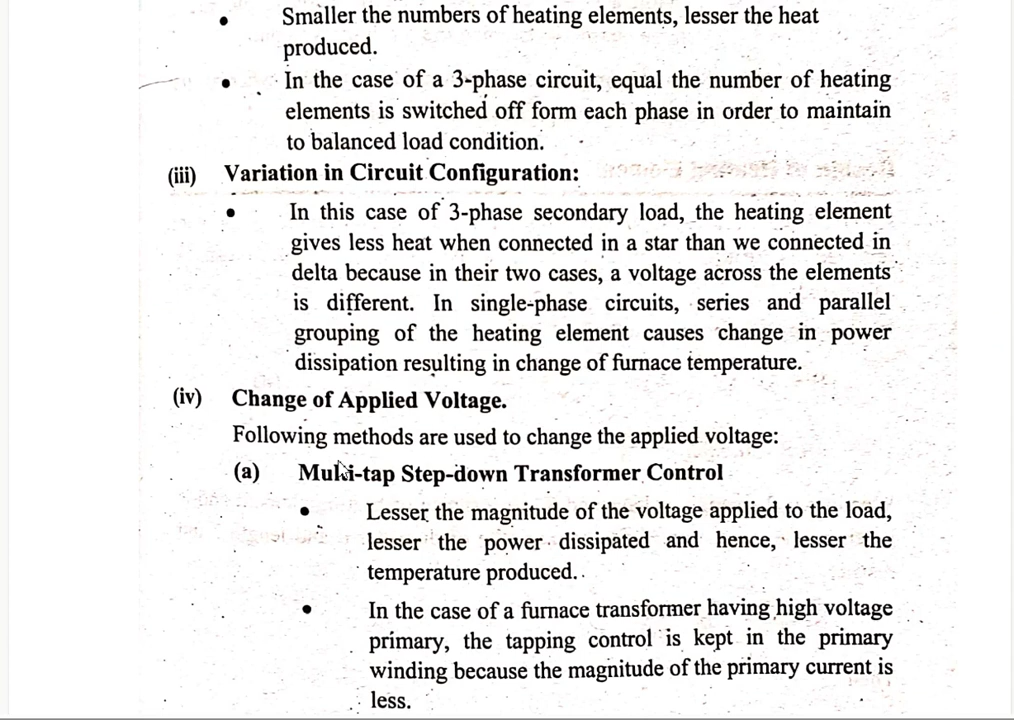 • Smaller the numbers of heating elements, lesser the heat
produced.
• In the case of a 3-phase circuit, equal the number of heating
elements is switched off form each phase in order to maintain
to balanced load condition.
(iii) Variation in Circuit Configuration:
• In this case of 3-phase secondary load, the heating element
gives less heat when connected in a star than we connected in
delta because in their two cases, a voltage across the elements
is different. In single-phase circuits, series and parallel
grouping of the heating element causes change in power
dissipation resulting in change of furnace temperature.
(iv) Change of Applied Voltage.
Following methods are used to change the applied voltage:
(a) Multi-tap Step-down Transformer Control
• Lesser the magnitude of the voltage applied to the load,
lesser the power dissipated and hence, lesser the
temperature produced.
• In the case of a furnace transformer having high voltage
primary, the tapping control is kept in the primary
winding because the magnitude of the primary current is
less.